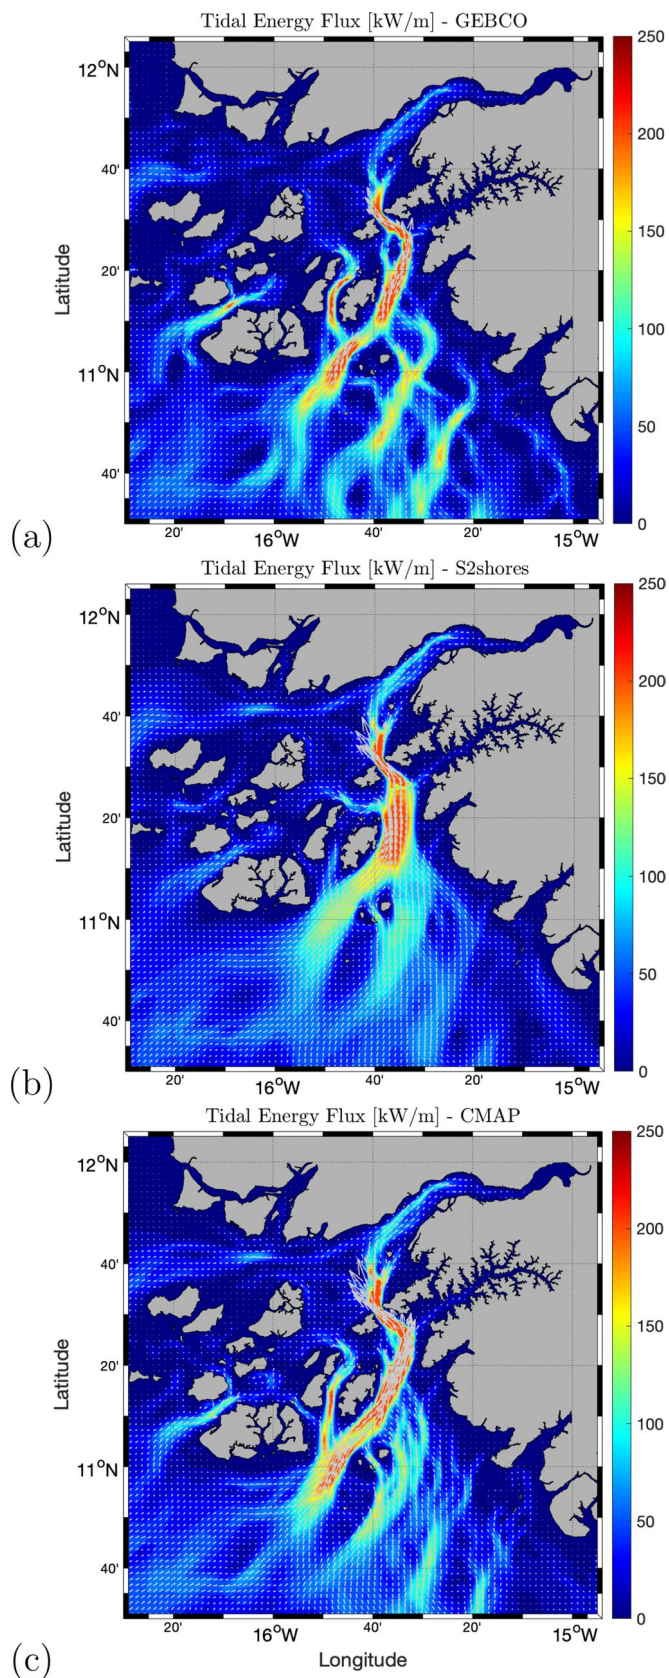 Tidal Energy Flux [kW/m] - GEBCO
250
12°N
200
40'
150
Latitude
20'
100
11°N
50
40'
0
(a)
20'
16°W
40'
20'
15°W
Tidal Energy Flux [kW/m] - S2shores
250
12°N
200
40'
150
Latitude
20'
100
11°N
50
40'
0
(b)
20'
16°W
40'
20'
15°W
Tidal Energy Flux [kW/m] - CMAP
250
12°N
200
40'
150
Latitude
20'
100
11°N
50
40'
0
20'
16°W
40'
20'
15°W
(c)
Longitude